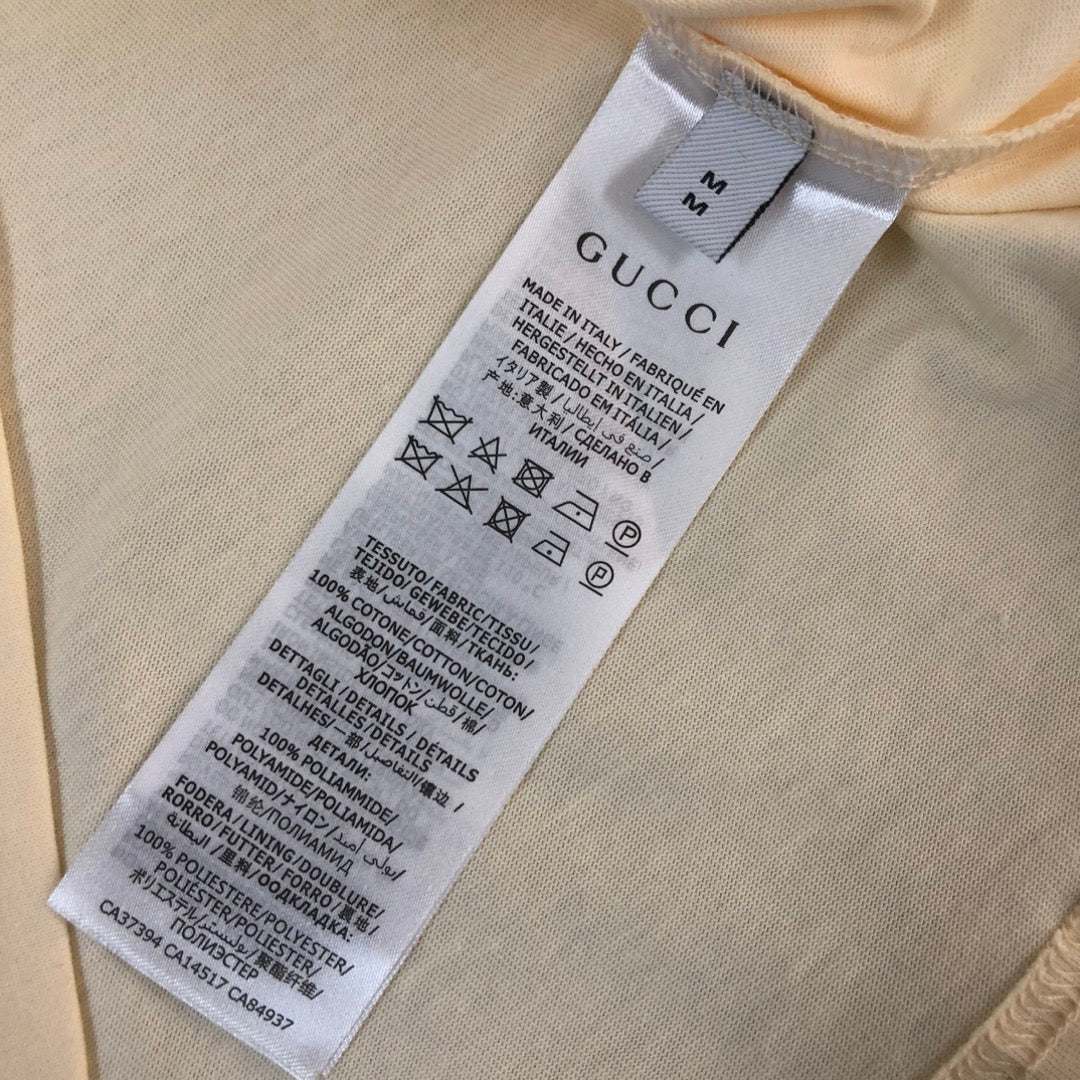 M
M
GUCCI
MADE IN ITALY / FABRIQUÉ EN
ITALIE / HECHO EN ITALIA /
HERGESTELLT IN ITALIEN /
FABRICADO EM ITÁLIA /
イタリア製 / صنع في إيطاليا /
产地:意大利 / СДЕЛАНО В
ИТАЛИИ
P
P
TESSUTO/FABRIC/TISSU/
TEJIDO/ GEWEBE/TECIDO/
表地/قماش/面料/ТКАНЬ:
100% COTONE/COTTON/COTON/
ALGODON/BAUMWOLLE/
ALGODÃO/コットン/قطن/棉/
ХЛОПОК
DETTAGLI/DETAILS / DÉTAILS
DETALLES/DETAILS
DETALHES/一部/التفاصيل/镶边 /
ДЕТАЛИ:
100% POLIAMMIDE/
POLYAMIDE/POLIAMIDA/
POLYAMID/ナイロン/بولي أميد/
锦纶/ПОЛИАМИД
FODERA/LINING/DOUBLURE/
RORRO/FUTTER/FORRO/裏地/
البطانة /里料/ООДКЛАДКА:
100% POLIESTERE/POLYESTER/
POLIÉSTER/POLIESTER/
ポリエステル/بوليستر/聚酯纤维/
ПОЛИЭСТЕР
CA37394 CA14517 CA84937